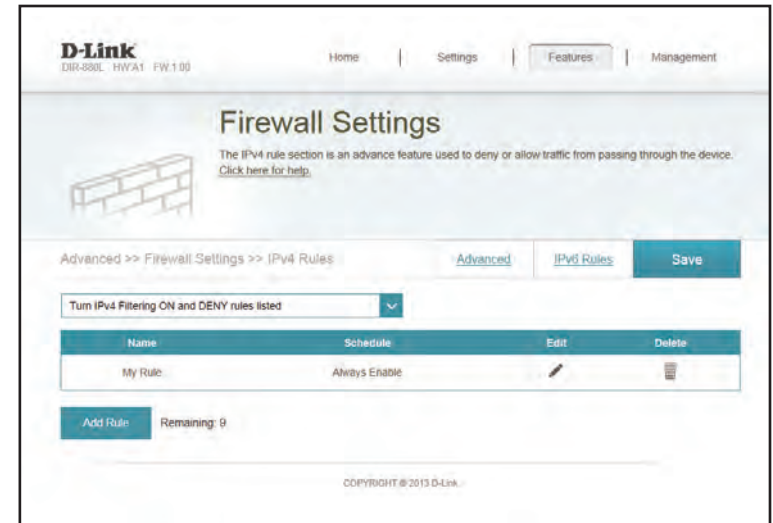 D-Link
DIR-880L HW:A1 FW:1.00
Home | Settings | Features | Management
Firewall Settings
The IPv4 rule section is an advance feature used to deny or allow traffic from passing through the device.
Click here for help.
Advanced >> Firewall Settings >> IPv4 Rules
Advanced
IPv6 Rules
Save
Turn IPv4 Filtering ON and DENY rules listed
Name Schedule Edit Delete
My Rule Always Enable
Add Rule Remaining: 9
COPYRIGHT © 2013 D-Link